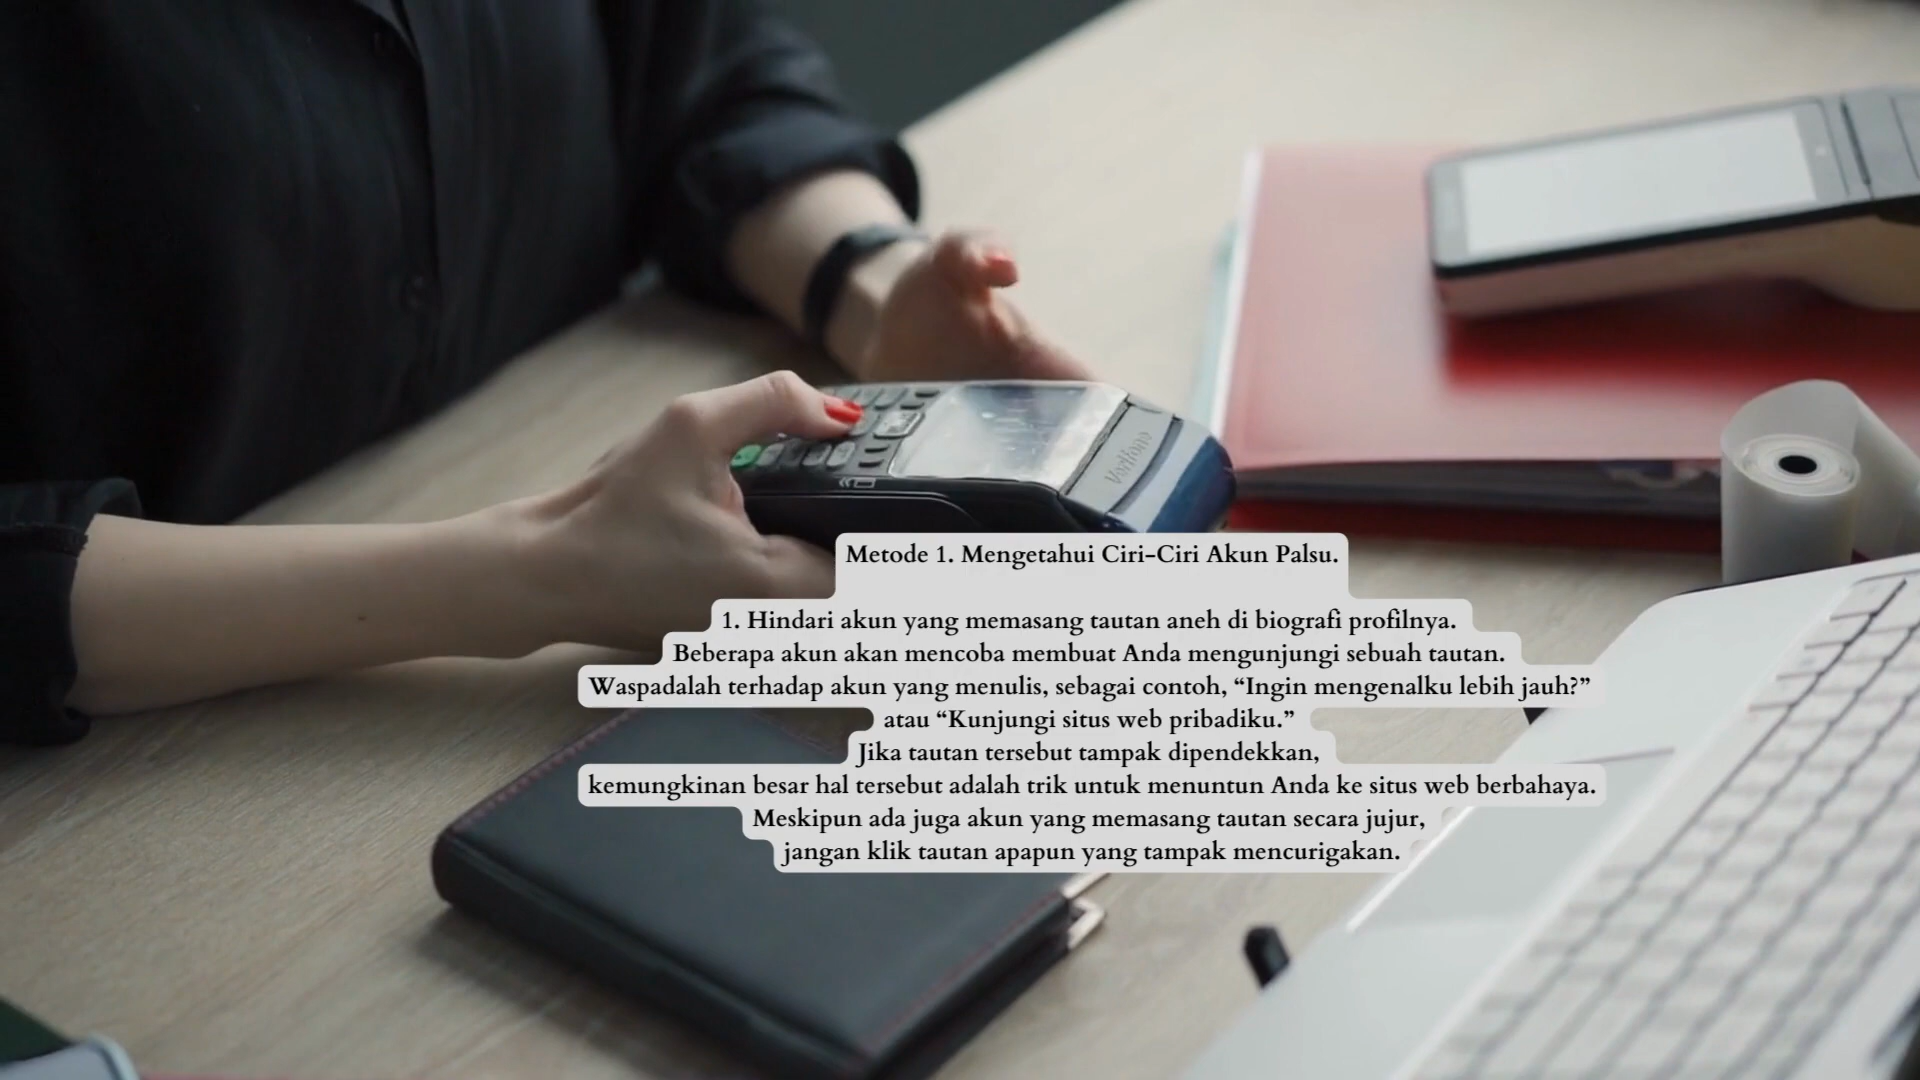 Verifone
Metode 1. Mengetahui Ciri-Ciri Akun Palsu.
1. Hindari akun yang memasang tautan aneh di biografi profilnya.
Beberapa akun akan mencoba membuat Anda mengunjungi sebuah tautan.
Waspadalah terhadap akun yang menulis, sebagai contoh, “Ingin mengenalku lebih jauh?”
atau “Kunjungi situs web pribadiku.”
Jika tautan tersebut tampak dipendekkan,
kemungkinan besar hal tersebut adalah trik untuk menuntun Anda ke situs web berbahaya.
Meskipun ada juga akun yang memasang tautan secara jujur,
jangan klik tautan apapun yang tampak mencurigakan.